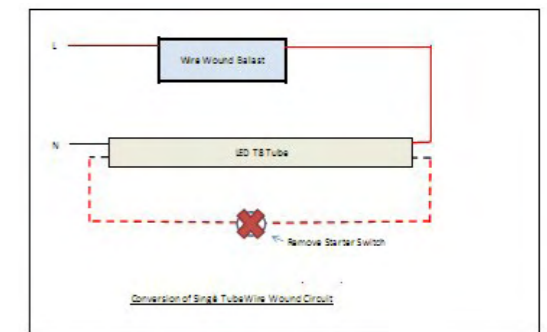 L
Wire Wound Ballast
N
LED T8 Tube
Remove Starter Switch
Conversion of Single Tube Wire Wound Circuit